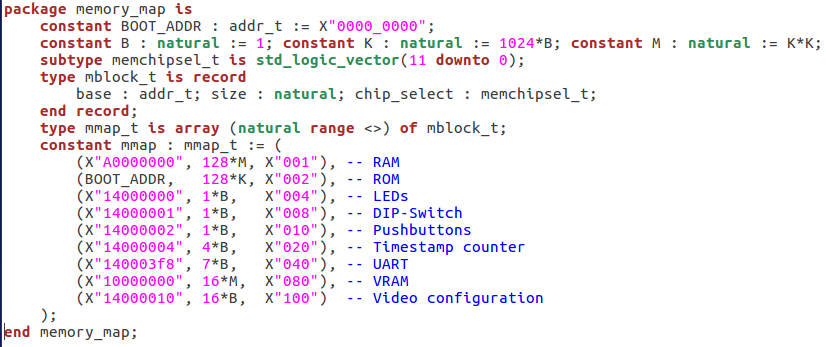 package memory_map is
    constant BOOT_ADDR : addr_t := X"0000_0000";
    constant B : natural := 1; constant K : natural := 1024*B; constant M : natural := K*K;
    subtype memchipsel_t is std_logic_vector(11 downto 0);
    type mblock_t is record
        base : addr_t; size : natural; chip_select : memchipsel_t;
    end record;
    type mmap_t is array (natural range <>) of mblock_t;
    constant mmap : mmap_t := (
        (X"A0000000", 128*M, X"001"), -- RAM
        (BOOT_ADDR,   128*K, X"002"), -- ROM
        (X"14000000", 1*B,   X"004"), -- LEDs
        (X"14000001", 1*B,   X"008"), -- DIP-Switch
        (X"14000002", 1*B,   X"010"), -- Pushbuttons
        (X"14000004", 4*B,   X"020"), -- Timestamp counter
        (X"140003f8", 7*B,   X"040"), -- UART
        (X"10000000", 16*M,  X"080"), -- VRAM
        (X"14000010", 16*B,  X"100")  -- Video configuration
    );
end memory_map;